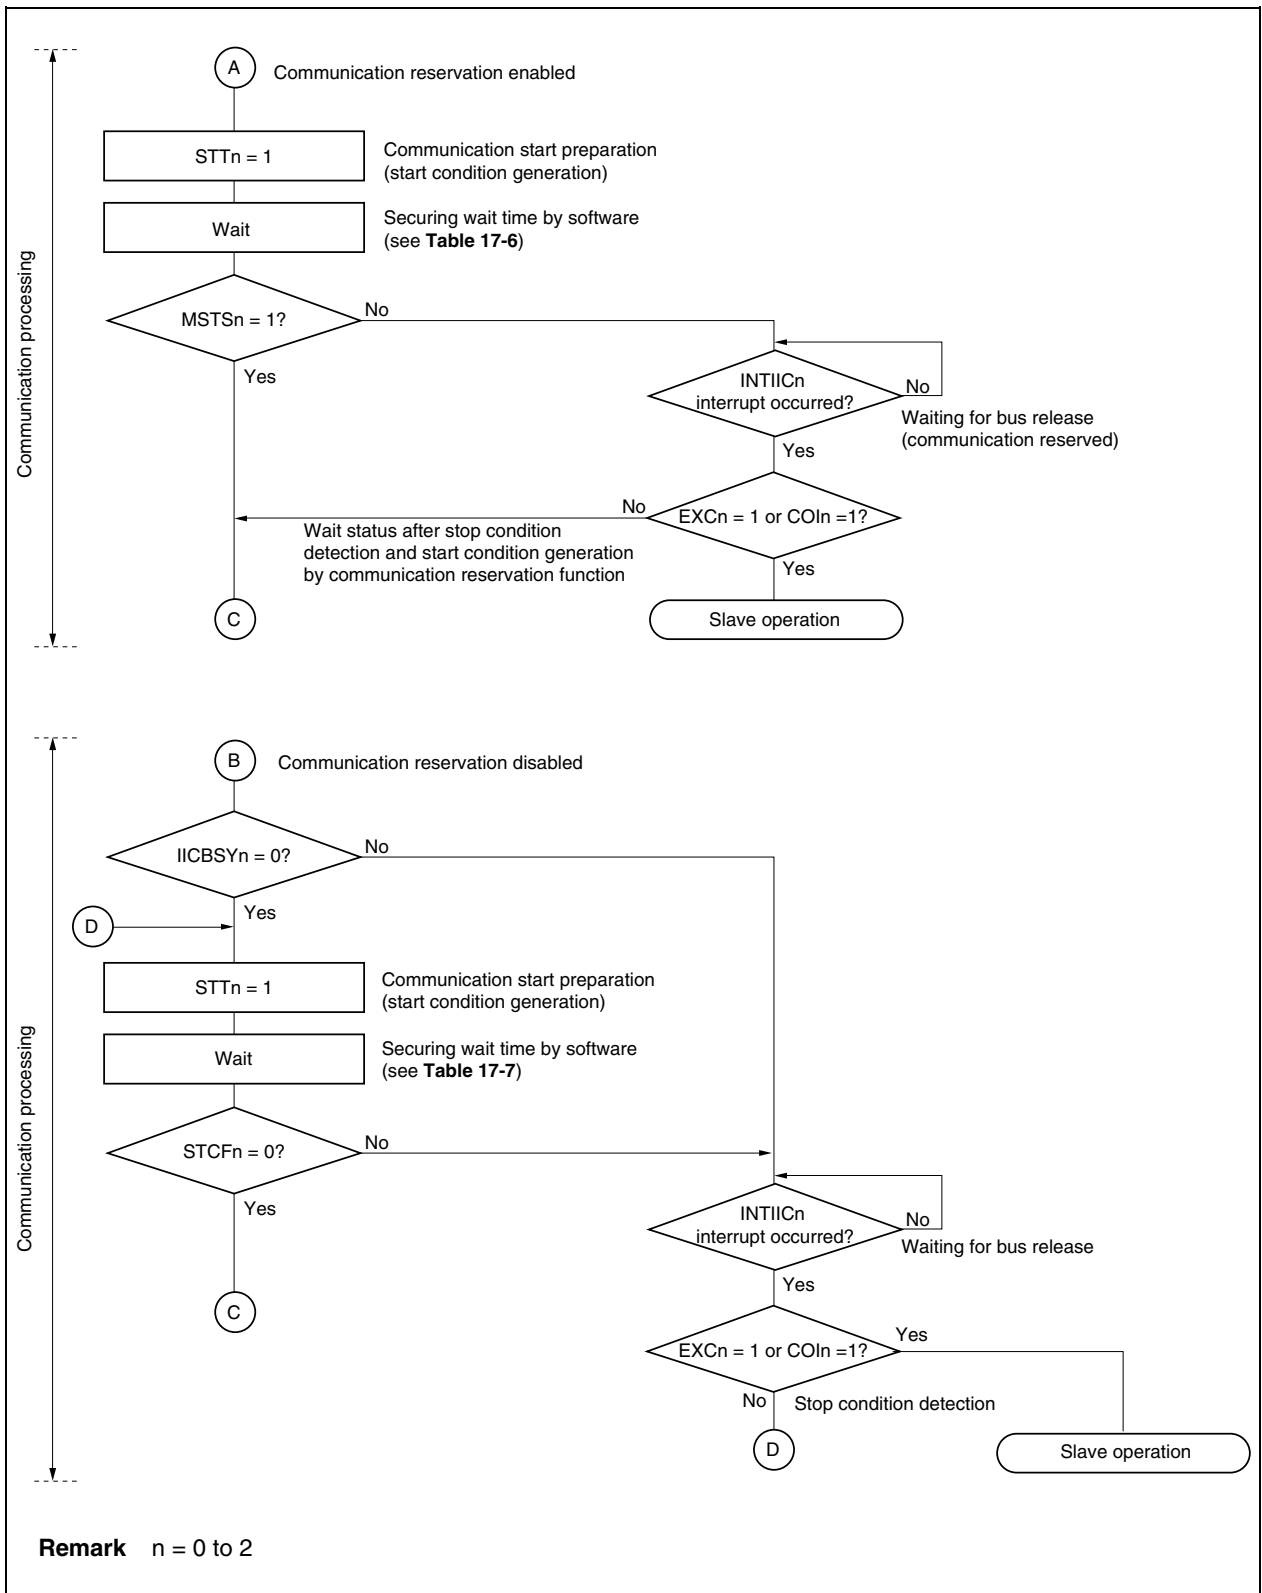 A
Communication reservation enabled
STTn = 1
Communication start preparation
(start condition generation)
Wait
Securing wait time by software
(see Table 17-6)
MSTSn = 1?
No
Yes
INTIICn
interrupt occurred?
No
Waiting for bus release
(communication reserved)
Yes
EXCn = 1 or COIn =1?
No
Wait status after stop condition
detection and start condition generation
by communication reservation function
Yes
C
Slave operation
Communication processing
B
Communication reservation disabled
IICBSYn = 0?
No
Yes
D
STTn = 1
Communication start preparation
(start condition generation)
Wait
Securing wait time by software
(see Table 17-7)
STCFn = 0?
No
Yes
INTIICn
interrupt occurred?
No
Waiting for bus release
Yes
C
EXCn = 1 or COIn =1?
Yes
No
Stop condition detection
D
Slave operation
Communication processing
Remark n = 0 to 2